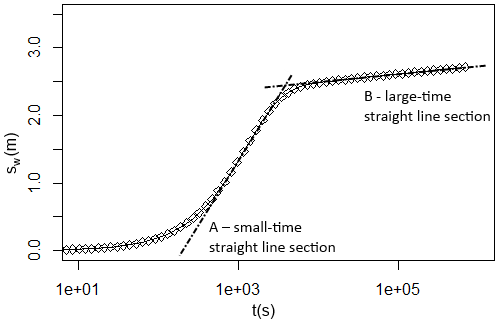 3.0
2.0
1.0
0.0
s_w(m)
B - large-time
straight line section
A – small-time
straight line section
1e+01
1e+03
1e+05
t(s)